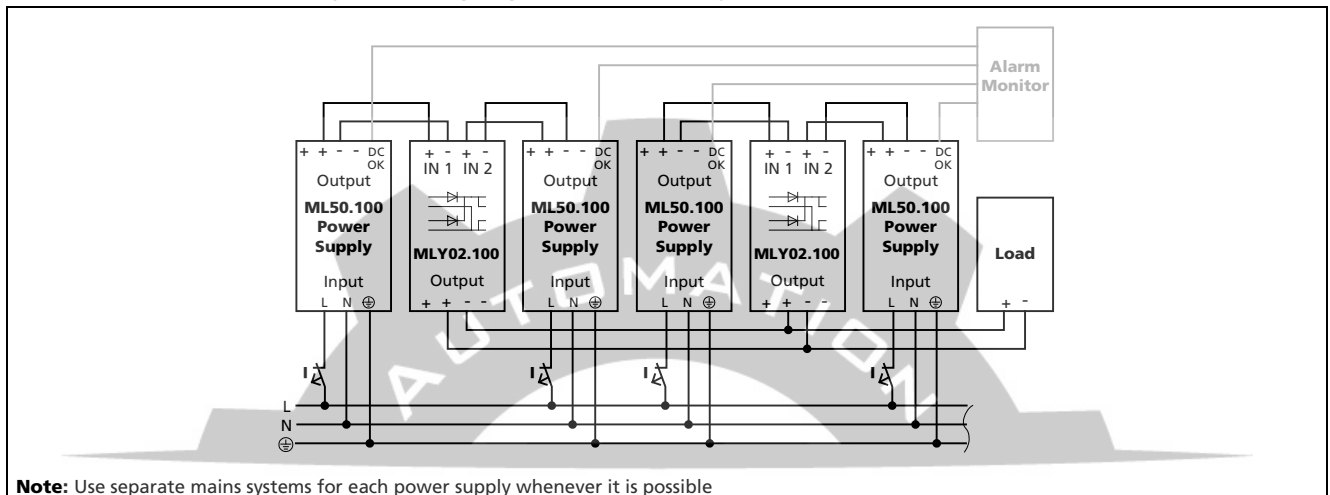 Alarm
Monitor
+ + - - DC OK
Output
ML50.100
Power
Supply
Input
L N
+ - + -
IN 1 IN 2
MLY02.100
Output
+ + - -
+ + - - DC OK
Output
ML50.100
Power
Supply
Input
L N
+ + - - DC OK
Output
ML50.100
Power
Supply
Input
L N
+ - + -
IN 1 IN 2
MLY02.100
Output
+ + - -
+ + - - DC OK
Output
ML50.100
Power
Supply
Input
L N
Load
+ -
I
I
I
I
L
N
AUTOMATION
Note: Use separate mains systems for each power supply whenever it is possible